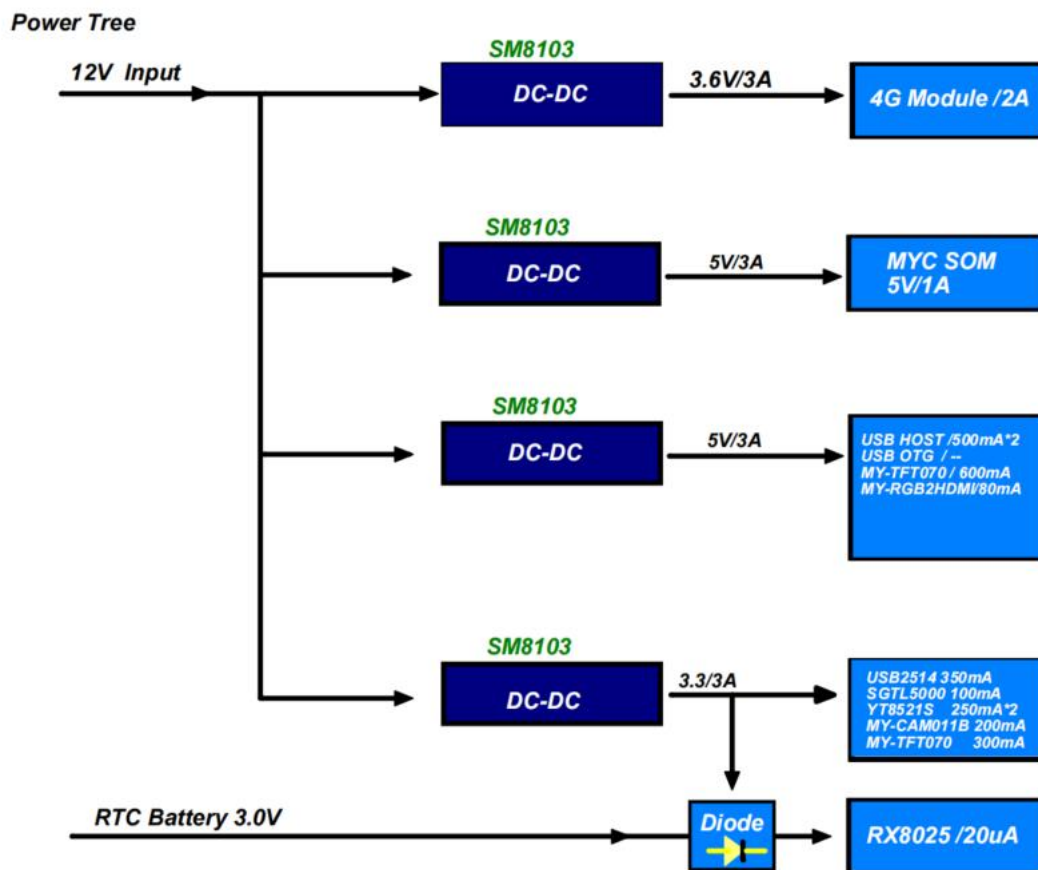 Power Tree
12V Input
SM8103
DC-DC
3.6V/3A
4G Module /2A
SM8103
DC-DC
5V/3A
MYC SOM
5V/1A
SM8103
DC-DC
5V/3A
USB HOST /500mA*2
USB OTG / --
MY-TFT070 / 600mA
MY-RGB2HDMI/80mA
SM8103
DC-DC
3.3/3A
USB2514 350mA
SGTL5000 100mA
YT8521S 250mA*2
MY-CAM011B 200mA
MY-TFT070 300mA
RTC Battery 3.0V
Diode
RX8025 /20uA